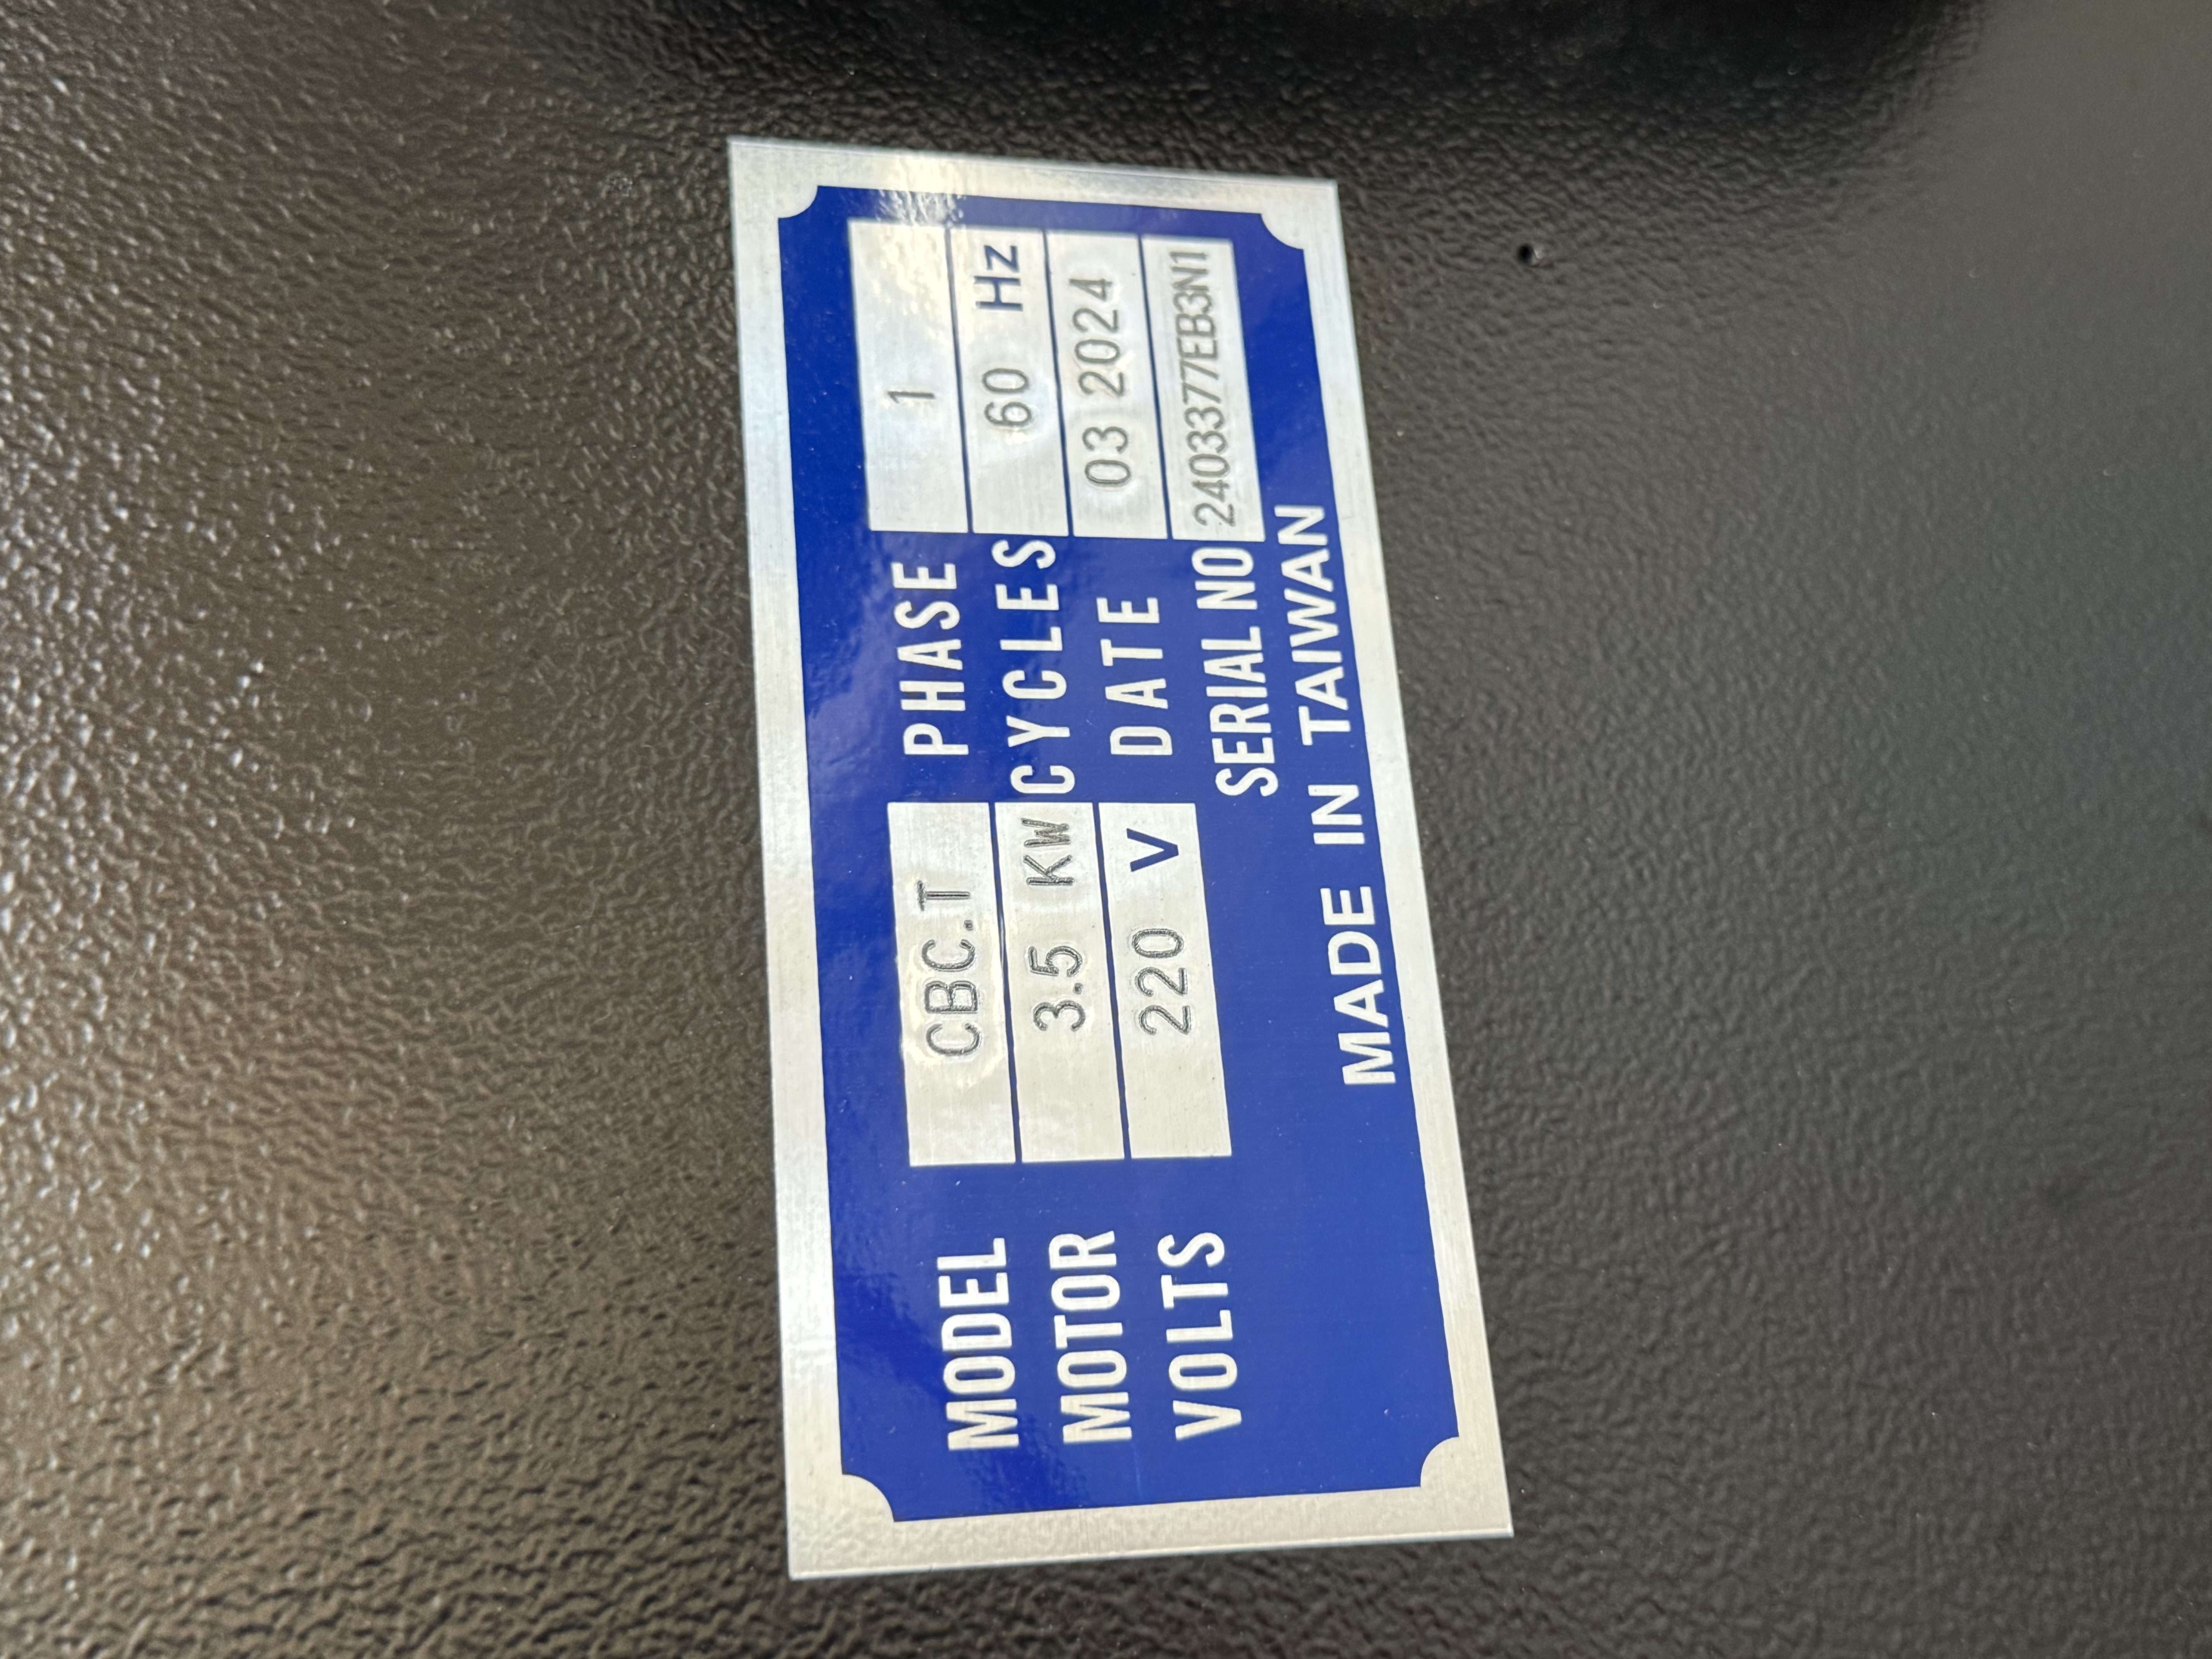 MODEL CBC.T PHASE 1
MOTOR 3.5 KW CYCLES 60 Hz
VOLTS 220 V DATE 03 2024
SERIAL NO 2403377EB3N1
MADE IN TAIWAN